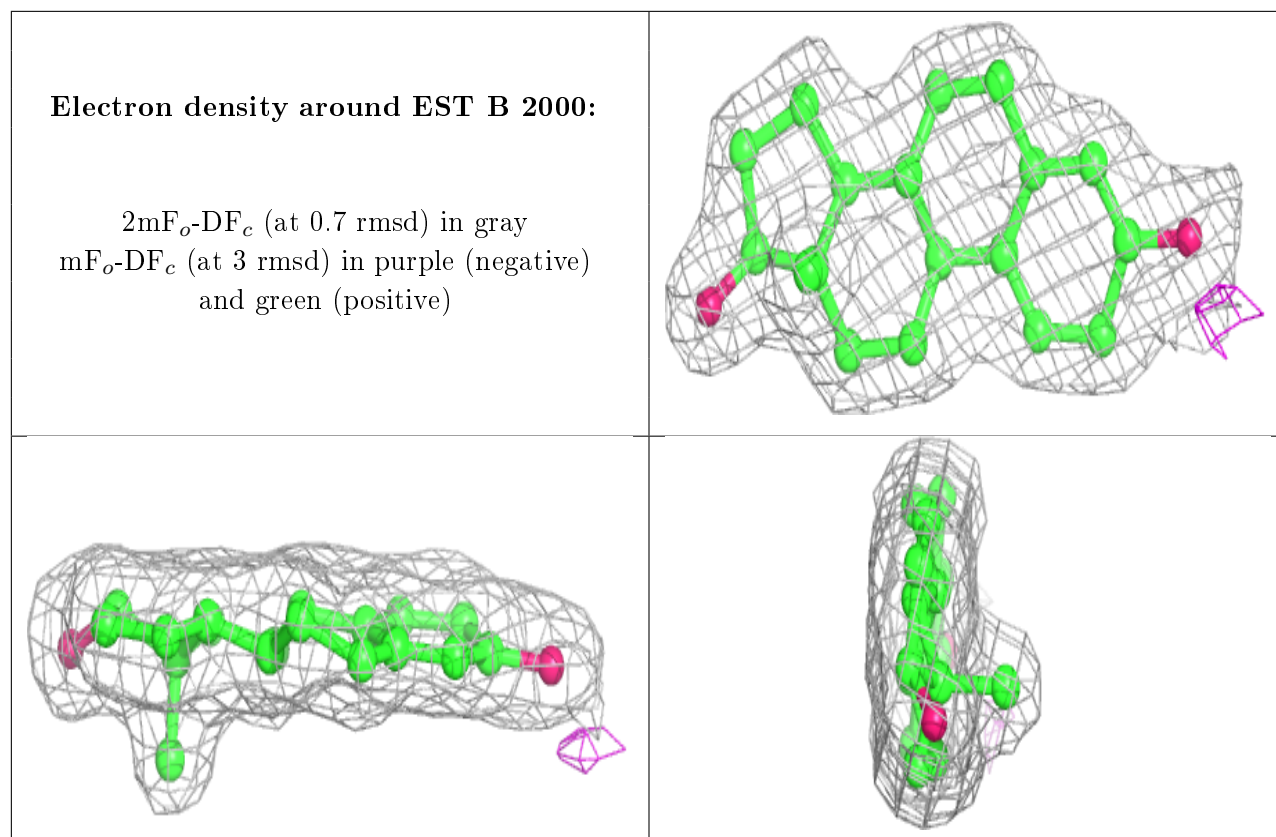 Electron density around EST B 2000:
2mFₒ-DF𝒸 (at 0.7 rmsd) in gray
mFₒ-DF𝒸 (at 3 rmsd) in purple (negative)
and green (positive)